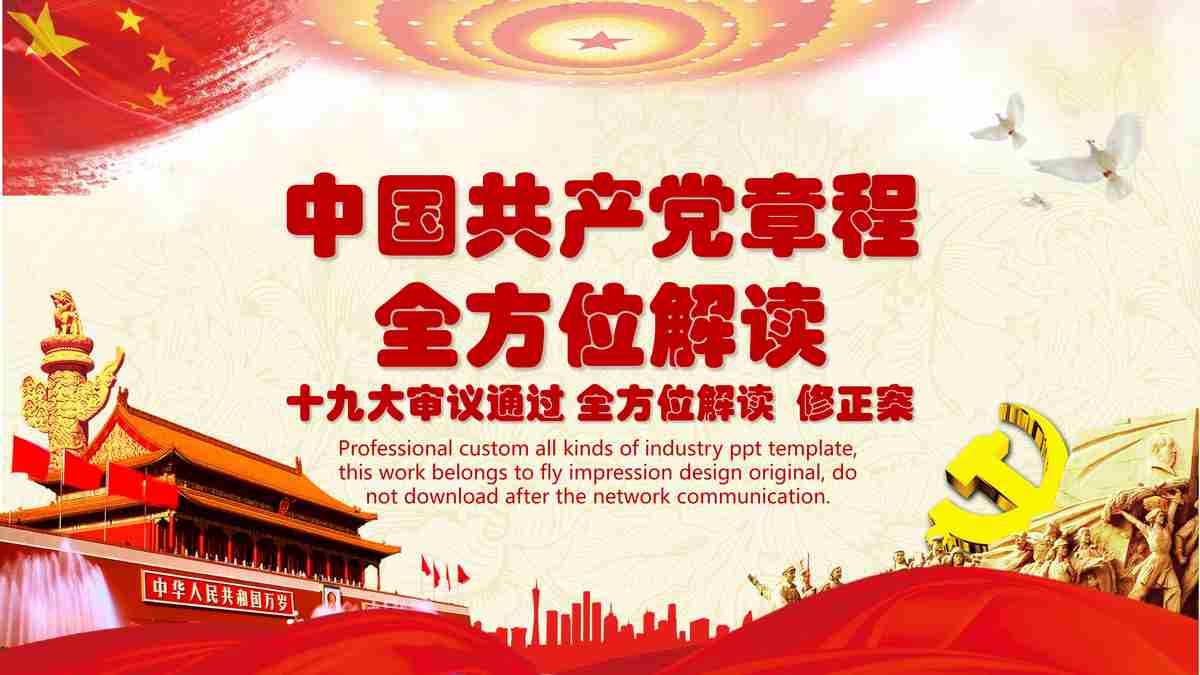 中国共产党章程
全方位解读
十九大审议通过 全方位解读 修正案
Professional custom all kinds of industry ppt template,
this work belongs to fly impression design original, do
not download after the network communication.
中华人民共和国万岁